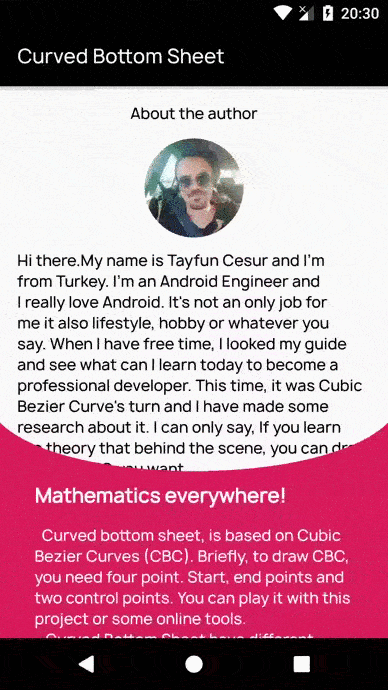 20:30
Curved Bottom Sheet
About the author
Hi there.My name is Tayfun Cesur and I'm
from Turkey. I'm an Android Engineer and
I really love Android. It's not an only job for
me it also lifestyle, hobby or whatever you
say. When I have free time, I looked my guide
and see what can I learn today to become a
professional developer. This time, it was Cubic
Bezier Curve's turn and I have made some
research about it. I can only say, If you learn
theory that behind the scene, you can
want
Mathematics everywhere!
Curved bottom sheet, is based on Cubic
Bezier Curves (CBC). Briefly, to draw CBC,
you need four point. Start, end points and
two control points. You can play it with this
project or some online tools.
Curved Bottom Sheet have different